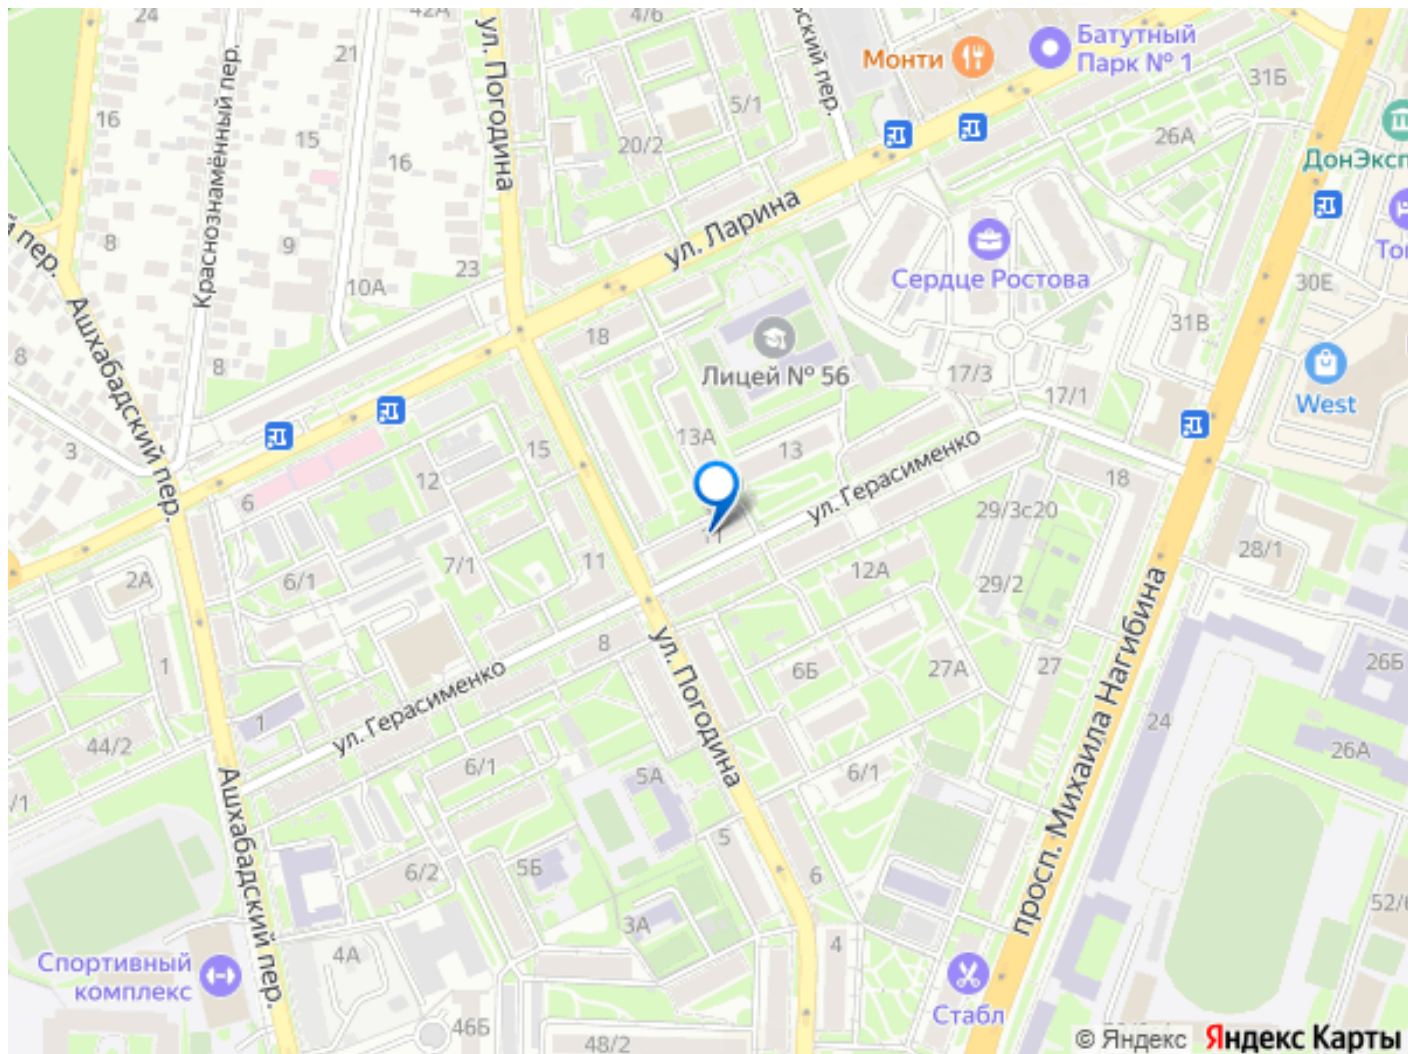 24
42А
4/6
Монти
Батутный
Парк № 1
31Б
Краснознамённый пер.
21
ул. Погодина
5/1
16
15
16
20/2
26А
ДонЭксп
ул. Ларина
й пер.
8
9
23
10А
Сердце Ростова
30Е
То
Ашхабадский пер.
8
8
18
Лицей № 56
31В
17/3
17/1
West
3
13А
13
15
12
6
ул. Герасименко
18
29/3с20
11
28/1
2А
6/1
7/1
11
12А
29/2
1
8
ул. Погодина
6Б
27А
27
26Б
ул. Герасименко
1
24
44/2
6/1
5А
6/1
26А
просп. Михаила Нагибина
/1
Ашхабадский пер.
5
6/2
5Б
6
3А
52/6
Спортивный
комплекс
4А
4
Стабл
46Б
48/2
© Яндекс Яндекс Карты